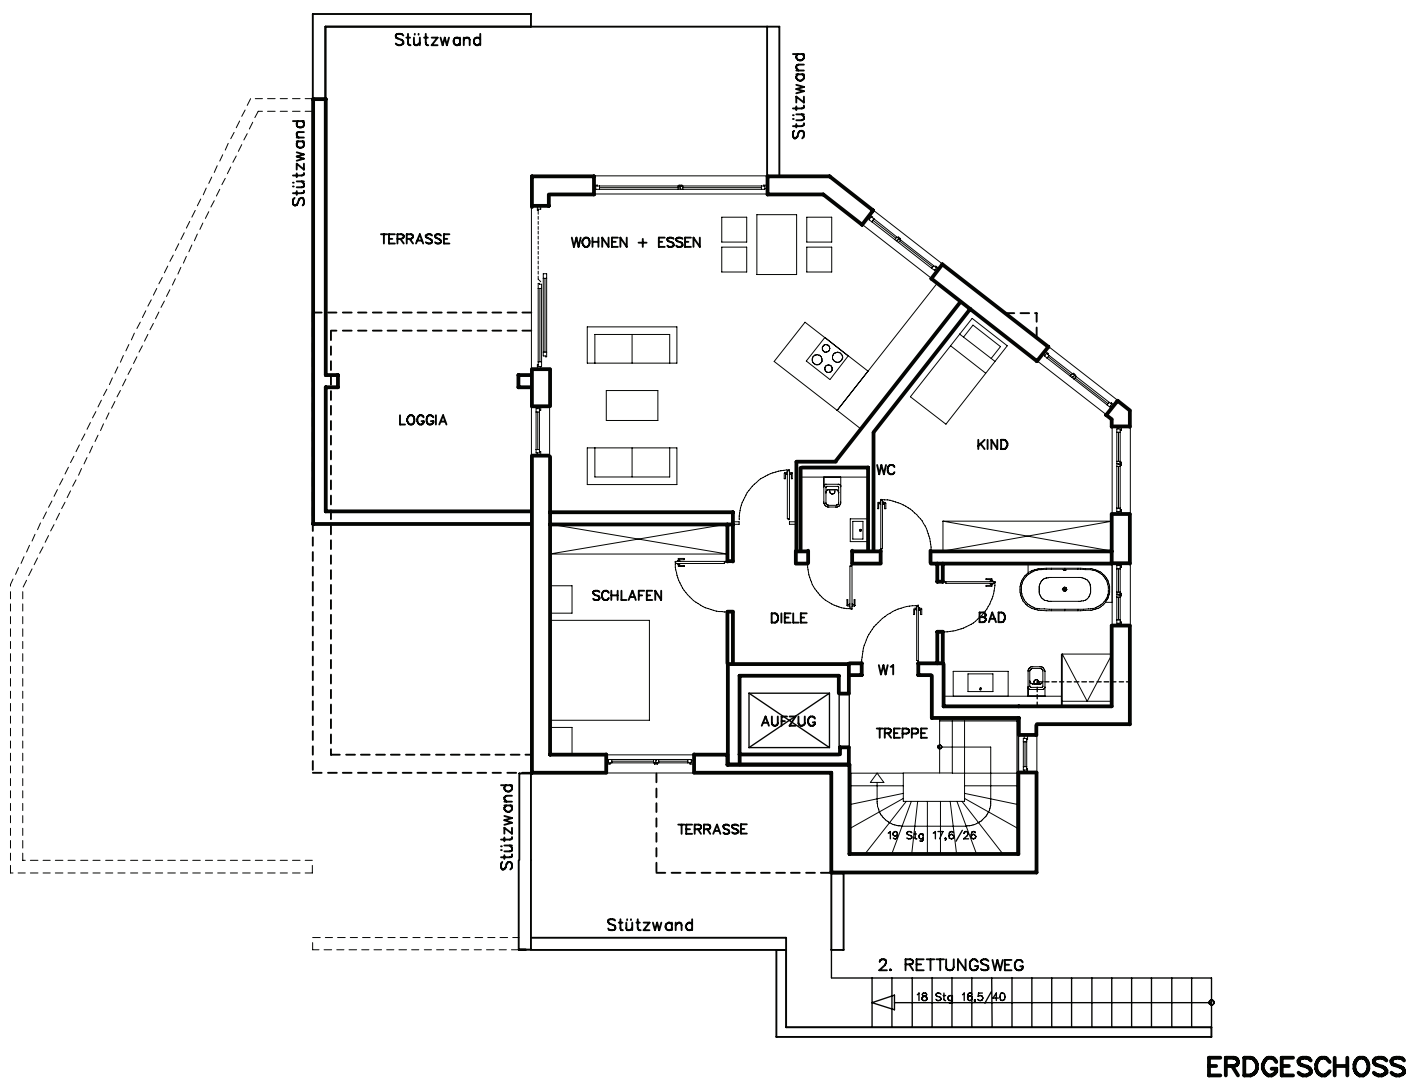 Stützwand
Stützwand
Stützwand
TERRASSE
WOHNEN + ESSEN
LOGGIA
KIND
WC
SCHLAFEN
DIELE
BAD
W1
AUFZUG
TREPPE
Stützwand
TERRASSE
19 Stg 17,6/26
Stützwand
2. RETTUNGSWEG
18 Stg 16,5/40
ERDGESCHOSS